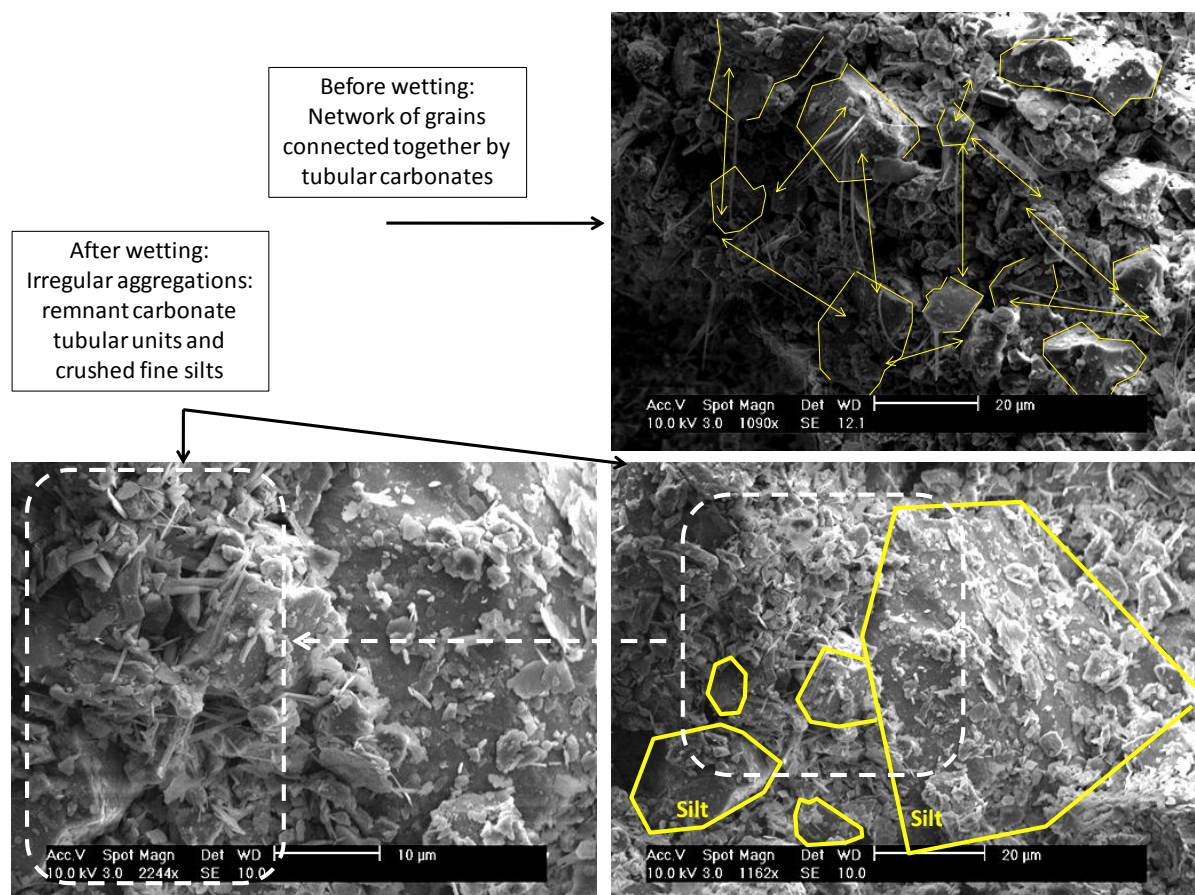 Before wetting:
Network of grains
connected together by
tubular carbonates
After wetting:
Irregular aggregations:
remnant carbonate
tubular units and
crushed fine silts
Acc.V Spot Magn Det WD 20 µm
10.0 kV 3.0 1090x SE 12.1
Acc.V Spot Magn Det WD 10 µm
10.0 kV 3.0 2244x SE 10.0
Silt
Silt
Acc.V Spot Magn Det WD 20 µm
10.0 kV 3.0 1162x SE 10.0